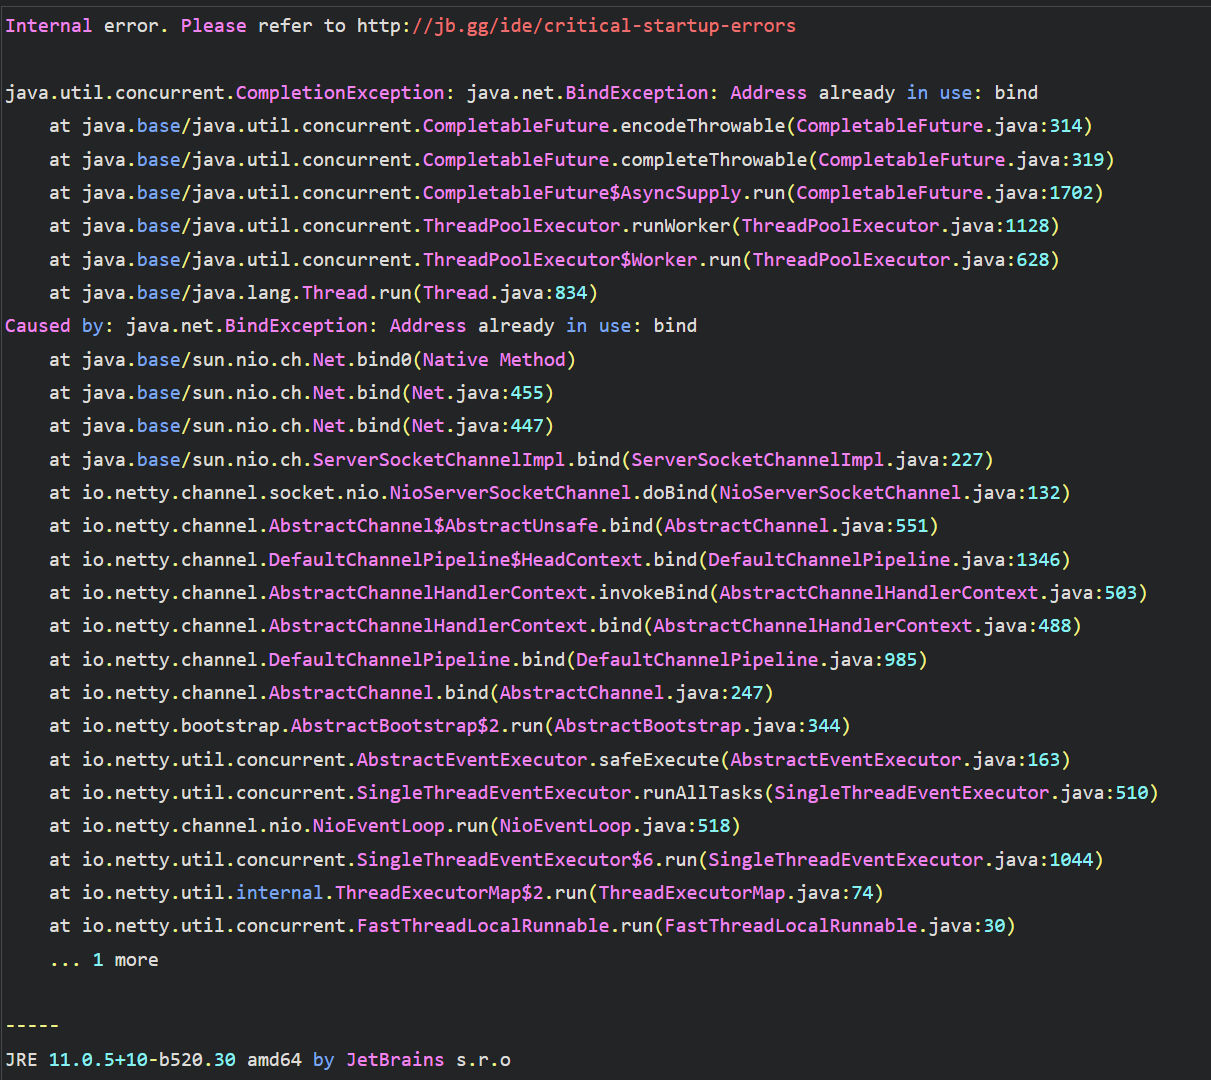 Internal error. Please refer to http://jb.gg/ide/critical-startup-errors
java.util.concurrent.CompletionException: java.net.BindException: Address already in use: bind
at java.base/java.util.concurrent.CompletableFuture.encodeThrowable(CompletableFuture.java:314)
at java.base/java.util.concurrent.CompletableFuture.completeThrowable(CompletableFuture.java:319)
at java.base/java.util.concurrent.CompletableFuture$AsyncSupply.run(CompletableFuture.java:1702)
at java.base/java.util.concurrent.ThreadPoolExecutor.runWorker(ThreadPoolExecutor.java:1128)
at java.base/java.util.concurrent.ThreadPoolExecutor$Worker.run(ThreadPoolExecutor.java:628)
at java.base/java.lang.Thread.run(Thread.java:834)
Caused by: java.net.BindException: Address already in use: bind
at java.base/sun.nio.ch.Net.bind0(Native Method)
at java.base/sun.nio.ch.Net.bind(Net.java:455)
at java.base/sun.nio.ch.Net.bind(Net.java:447)
at java.base/sun.nio.ch.ServerSocketChannelImpl.bind(ServerSocketChannelImpl.java:227)
at io.netty.channel.socket.nio.NioServerSocketChannel.doBind(NioServerSocketChannel.java:132)
at io.netty.channel.AbstractChannel$AbstractUnsafe.bind(AbstractChannel.java:551)
at io.netty.channel.DefaultChannelPipeline$HeadContext.bind(DefaultChannelPipeline.java:1346)
at io.netty.channel.AbstractChannelHandlerContext.invokeBind(AbstractChannelHandlerContext.java:503)
at io.netty.channel.AbstractChannelHandlerContext.bind(AbstractChannelHandlerContext.java:488)
at io.netty.channel.DefaultChannelPipeline.bind(DefaultChannelPipeline.java:985)
at io.netty.channel.AbstractChannel.bind(AbstractChannel.java:247)
at io.netty.bootstrap.AbstractBootstrap$2.run(AbstractBootstrap.java:344)
at io.netty.util.concurrent.AbstractEventExecutor.safeExecute(AbstractEventExecutor.java:163)
at io.netty.util.concurrent.SingleThreadEventExecutor.runAllTasks(SingleThreadEventExecutor.java:510)
at io.netty.channel.nio.NioEventLoop.run(NioEventLoop.java:518)
at io.netty.util.concurrent.SingleThreadEventExecutor$6.run(SingleThreadEventExecutor.java:1044)
at io.netty.util.internal.ThreadExecutorMap$2.run(ThreadExecutorMap.java:74)
at io.netty.util.concurrent.FastThreadLocalRunnable.run(FastThreadLocalRunnable.java:30)
... 1 more
-----
JRE 11.0.5+10-b520.30 amd64 by JetBrains s.r.o